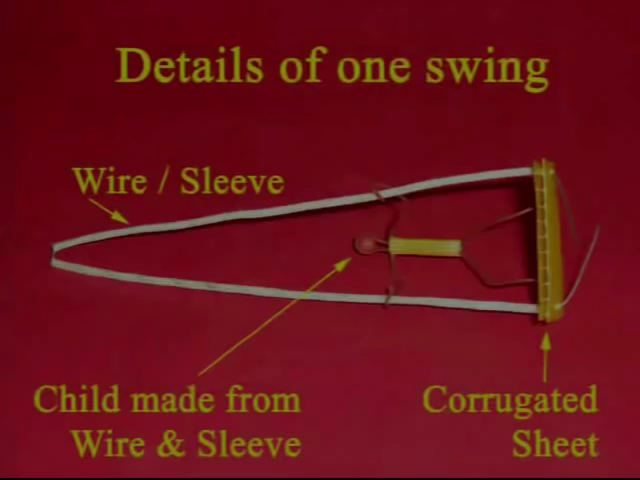 Details of one swing
Wire / Sleeve
Child made from
Wire & Sleeve
Corrugated
Sheet